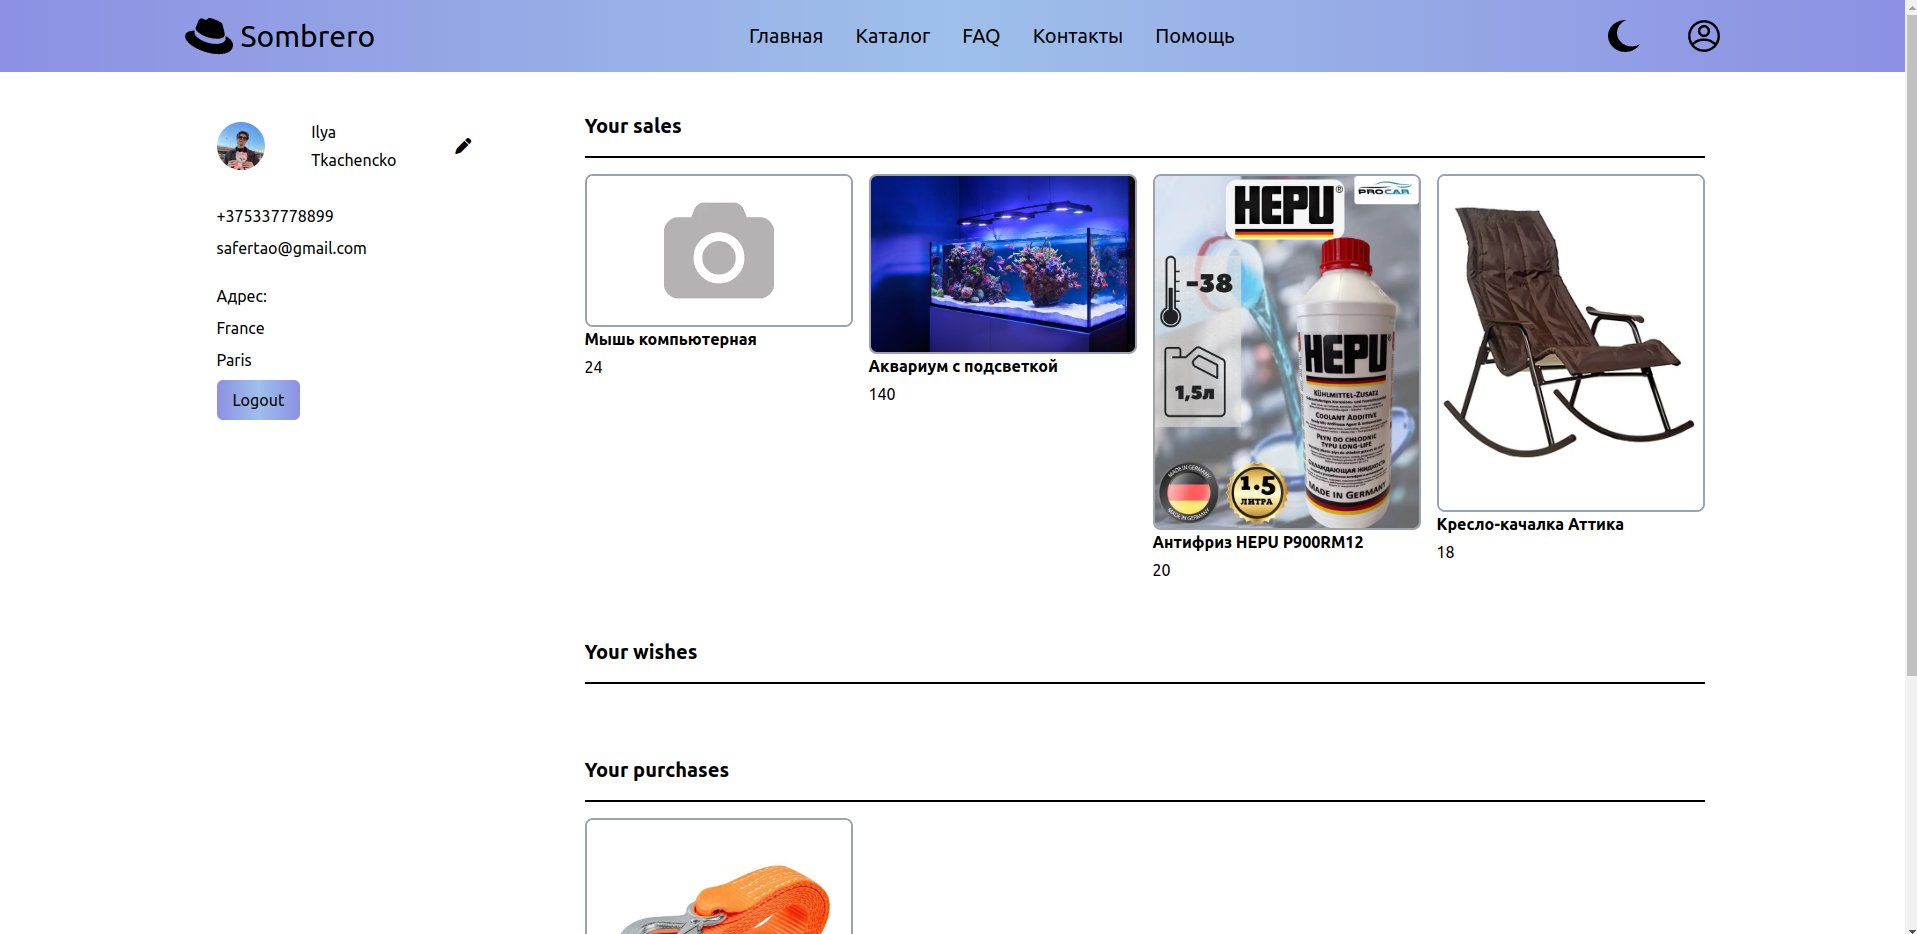 Sombrero
Главная
Каталог
FAQ
Контакты
Помощь
Ilya
Tkachencko
+375337778899
safertao@gmail.com
Адрес:
France
Paris
Logout
Your sales
Мышь компьютерная
24
Аквариум с подсветкой
140
HEPU®
PROCAR
-38
1,5л
HEPU
KÜHLMITTEL-ZUSATZ
COOLANT ADDITIVE
PŁYN DO CHŁODNIC
TYPU LONG-LIFE
ОХЛАЖДАЮЩАЯ ЖИДКОСТЬ
MADE IN GERMANY
MADE IN GERMANY
MADE IN GERMANY
1.5
ЛИТРА
Антифриз HEPU P900RM12
20
Кресло-качалка Аттика
18
Your wishes
Your purchases